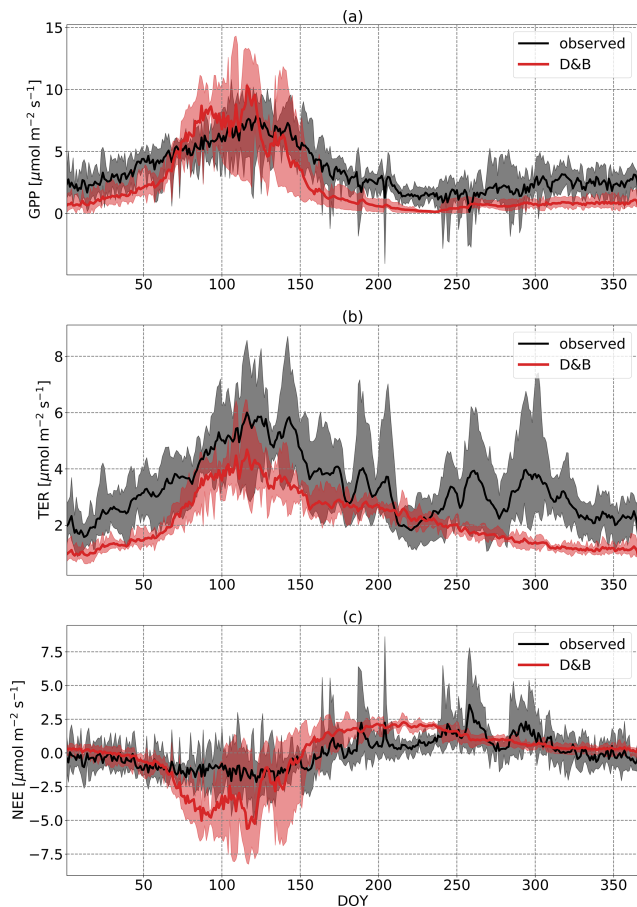 (a)
GPP [μmol m⁻² s⁻¹]
15
10
5
0
observed
D&B
50 100 150 200 250 300 350
(b)
TER [μmol m⁻² s⁻¹]
8
6
4
2
observed
D&B
50 100 150 200 250 300 350
(c)
NEE [μmol m⁻² s⁻¹]
7.5
5.0
2.5
0.0
−2.5
−5.0
−7.5
observed
D&B
50 100 150 200 250 300 350
DOY